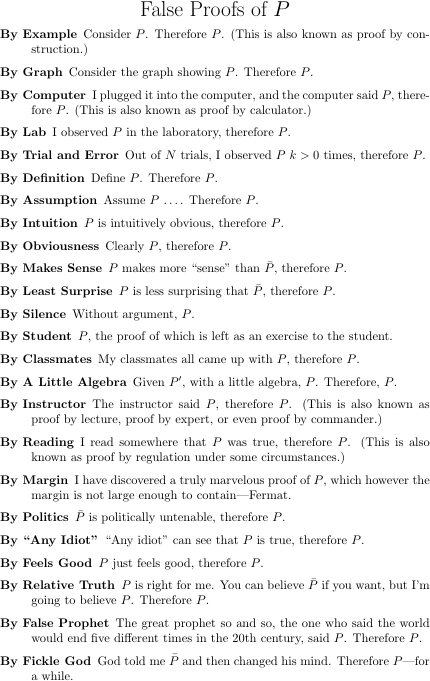 False Proofs of P
By Example Consider P. Therefore P. (This is also known as proof by con-
struction.)
By Graph Consider the graph showing P. Therefore P.
By Computer I plugged it into the computer, and the computer said P, there-
fore P. (This is also known as proof by calculator.)
By Lab I observed P in the laboratory, therefore P.
By Trial and Error Out of N trials, I observed P k > 0 times, therefore P.
By Definition Define P. Therefore P.
By Assumption Assume P .... Therefore P.
By Intuition P is intuitively obvious, therefore P.
By Obviousness Clearly P, therefore P.
By Makes Sense P makes more “sense” than P̄, therefore P.
By Least Surprise P is less surprising that P̄, therefore P.
By Silence Without argument, P.
By Student P, the proof of which is left as an exercise to the student.
By Classmates My classmates all came up with P, therefore P.
By A Little Algebra Given P′, with a little algebra, P. Therefore, P.
By Instructor The instructor said P, therefore P. (This is also known as
proof by lecture, proof by expert, or even proof by commander.)
By Reading I read somewhere that P was true, therefore P. (This is also
known as proof by regulation under some circumstances.)
By Margin I have discovered a truly marvelous proof of P, which however the
margin is not large enough to contain—Fermat.
By Politics P̄ is politically untenable, therefore P.
By “Any Idiot” “Any idiot” can see that P is true, therefore P.
By Feels Good P just feels good, therefore P.
By Relative Truth P is right for me. You can believe P̄ if you want, but I’m
going to believe P. Therefore P.
By False Prophet The great prophet so and so, the one who said the world
would end five different times in the 20th century, said P. Therefore P.
By Fickle God God told me P̄ and then changed his mind. Therefore P—for
a while.